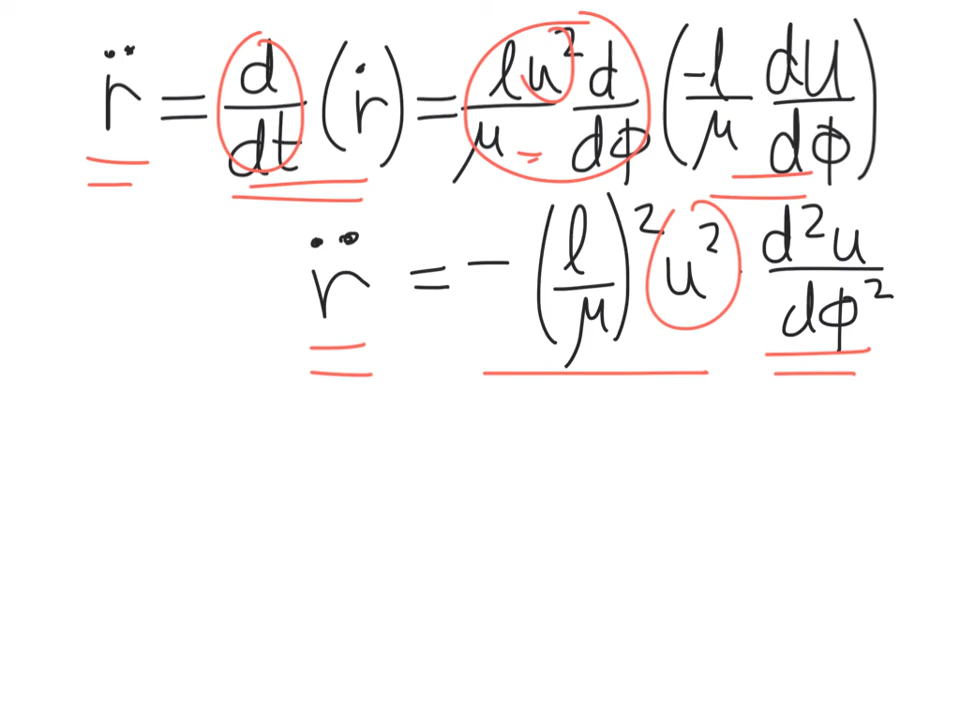 r̈ = d/dt (ṙ) = ℓu²/μ d/dϕ (-ℓ/μ du/dϕ)
r̈ = - (ℓ/μ)² u² d²u/dϕ²